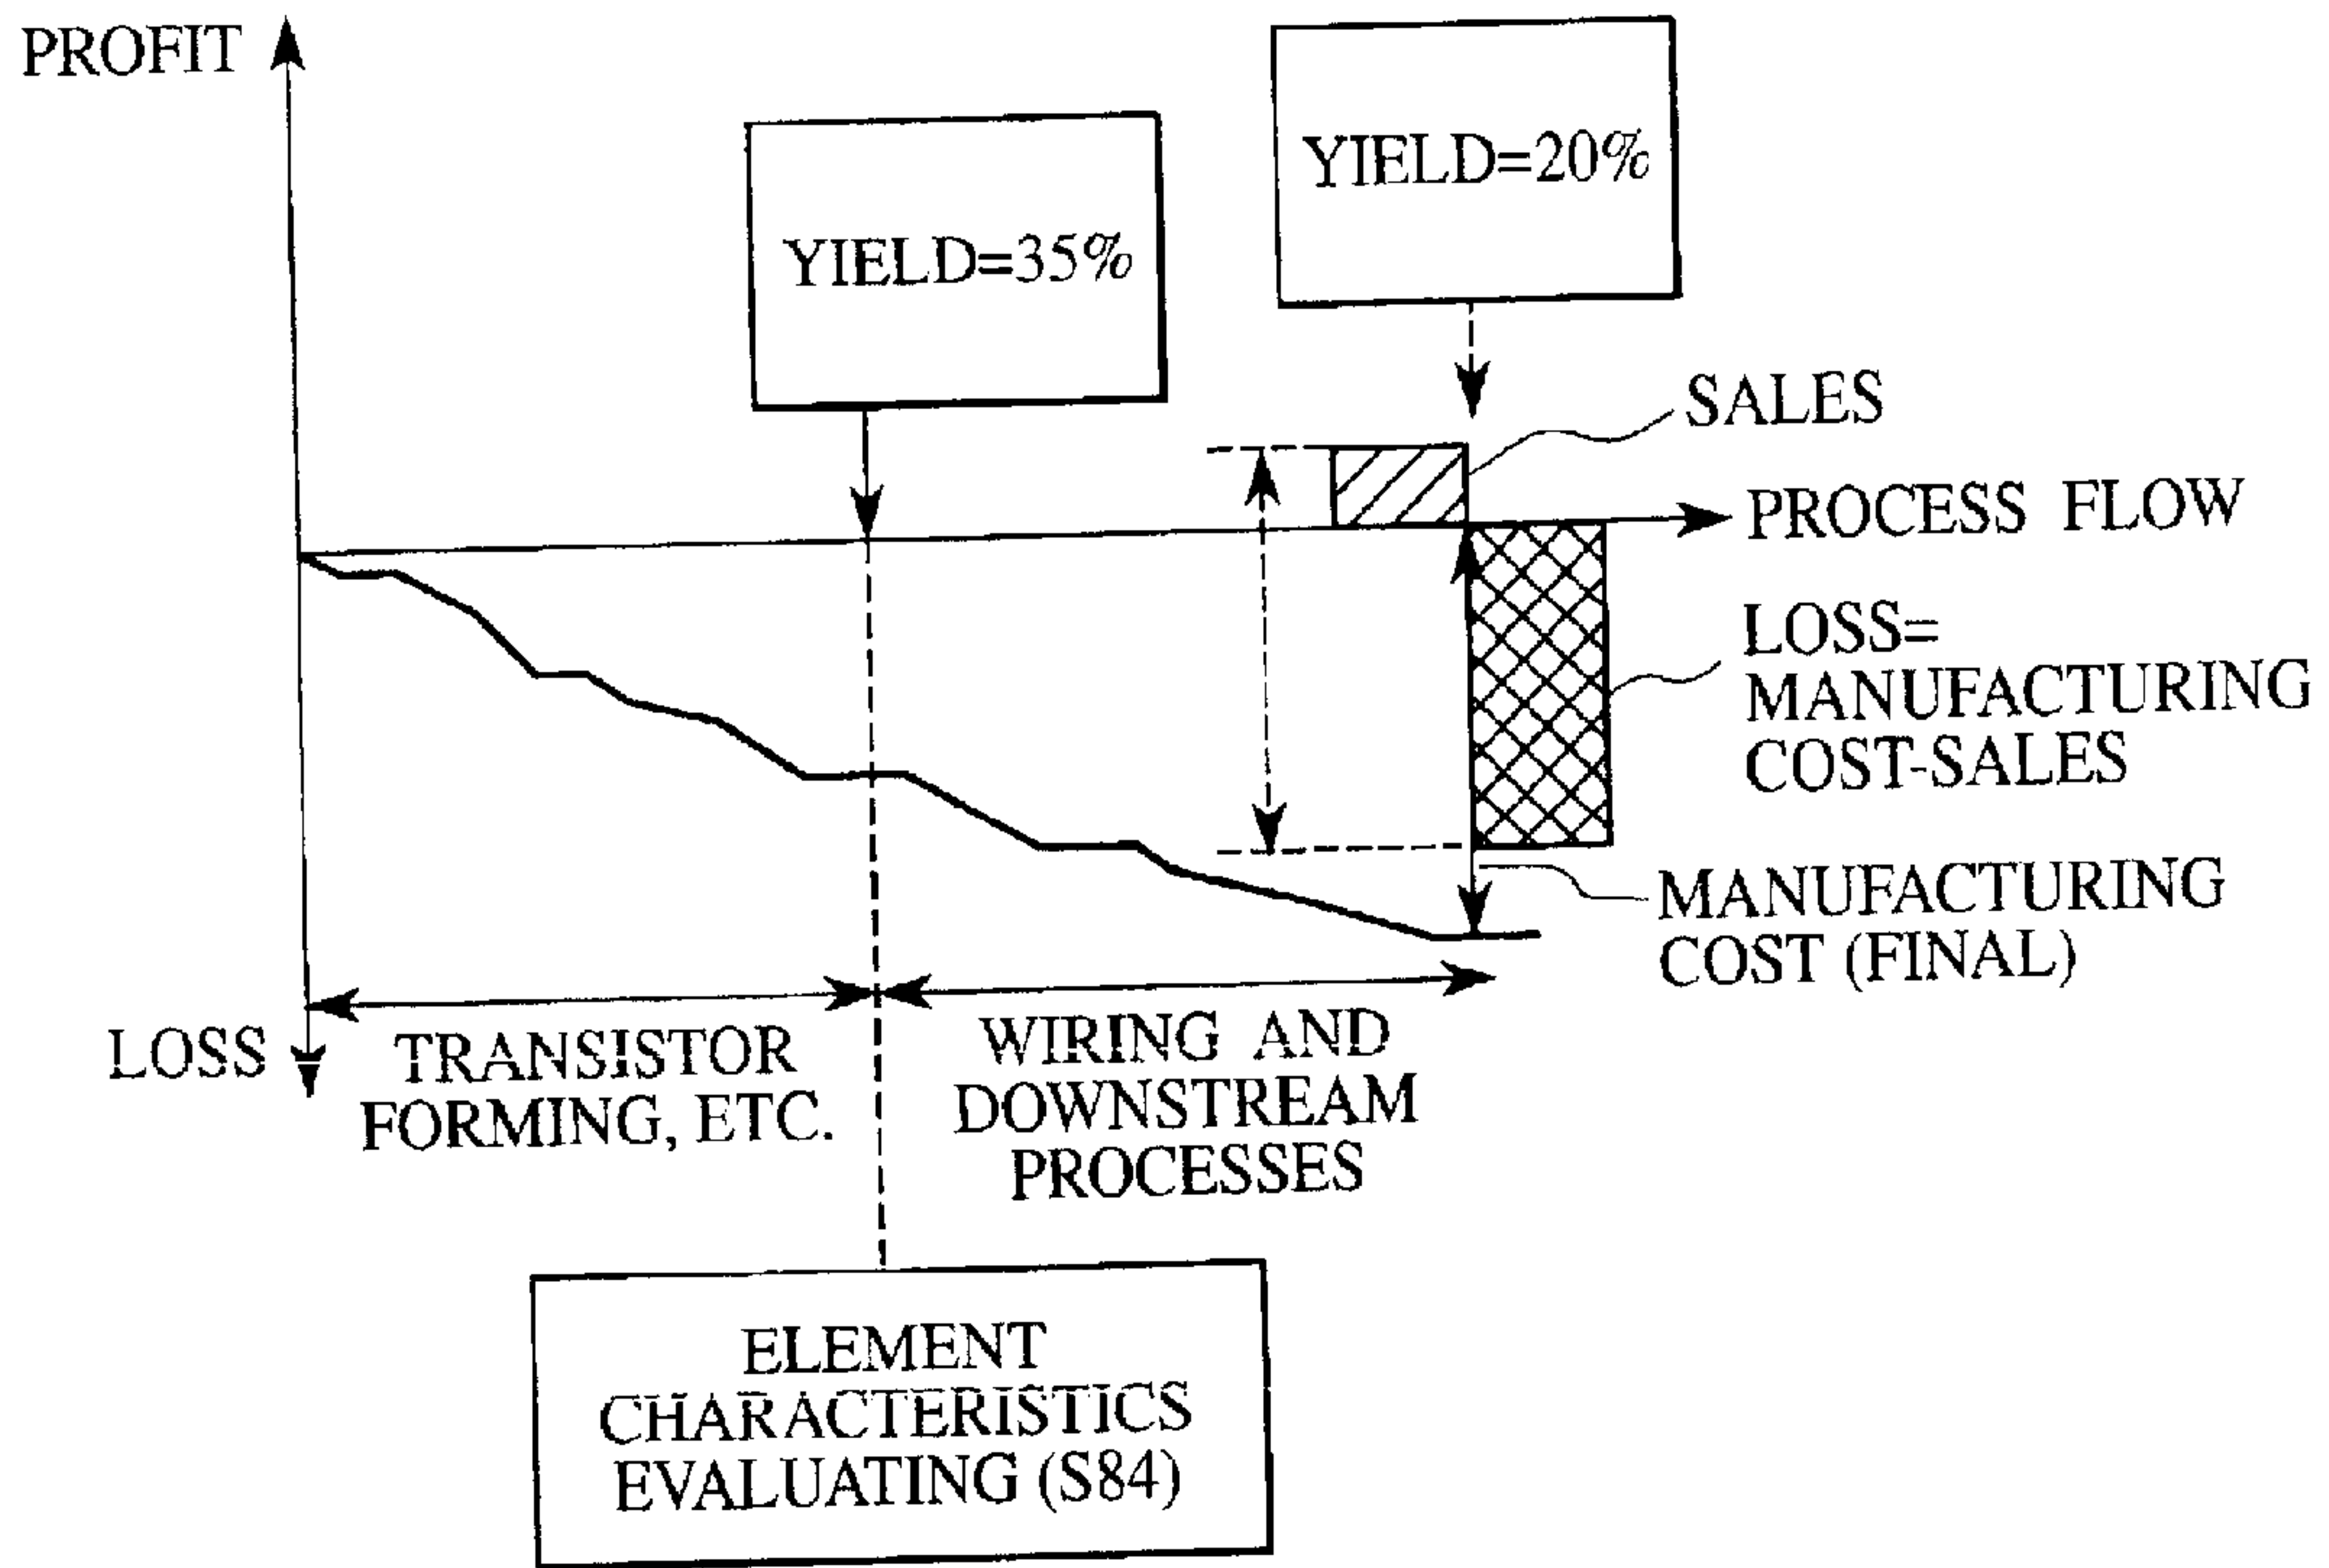 PROFIT
YIELD=35%
YIELD=20%
SALES
PROCESS FLOW
LOSS=
MANUFACTURING
COST-SALES
MANUFACTURING
COST (FINAL)
LOSS
TRANSISTOR
FORMING, ETC.
WIRING AND
DOWNSTREAM
PROCESSES
ELEMENT
CHARACTERISTICS
EVALUATING (S84)